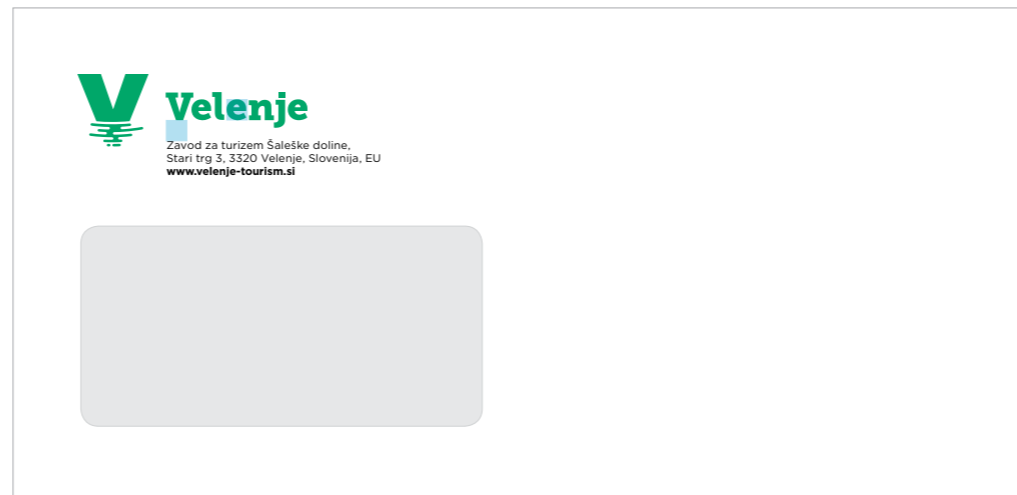 Velenje
Zavod za turizem Šaleške doline,
Stari trg 3, 3320 Velenje, Slovenija, EU
www.velenje-tourism.si